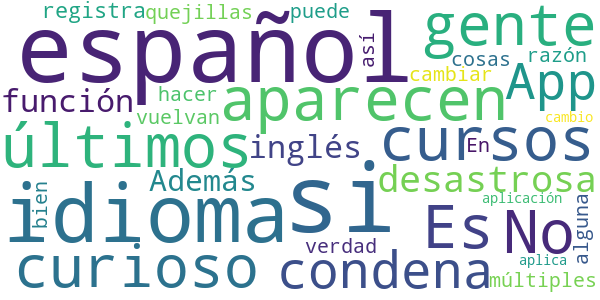 registra quejillas puede
español
así
gente
cosas razón
cambiar
App
función
hacer
vuelvan
aparecen
cambio
últimos
inglés
cursos
En
Además
desastrosa
idioma
si
bien
curioso
verdad
condena
Es
No
aplicación
aplica
alguna
múltiples